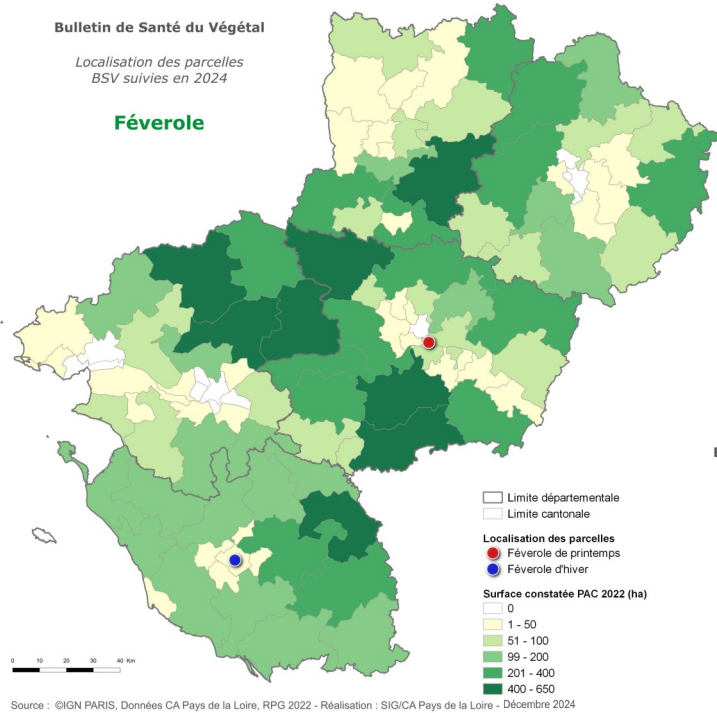 Bulletin de Santé du Végétal
Localisation des parcelles
BSV suivies en 2024
Féverole
Limite départementale
Limite cantonale
Localisation des parcelles
Féverole de printemps
Féverole d'hiver
Surface constatée PAC 2022 (ha)
0
1 - 50
51 - 100
99 - 200
201 - 400
400 - 650
0 10 20 30 40 Km
Source : ©IGN PARIS, Données CA Pays de la Loire, RPG 2022 - Réalisation : SIG/CA Pays de la Loire - Décembre 2024